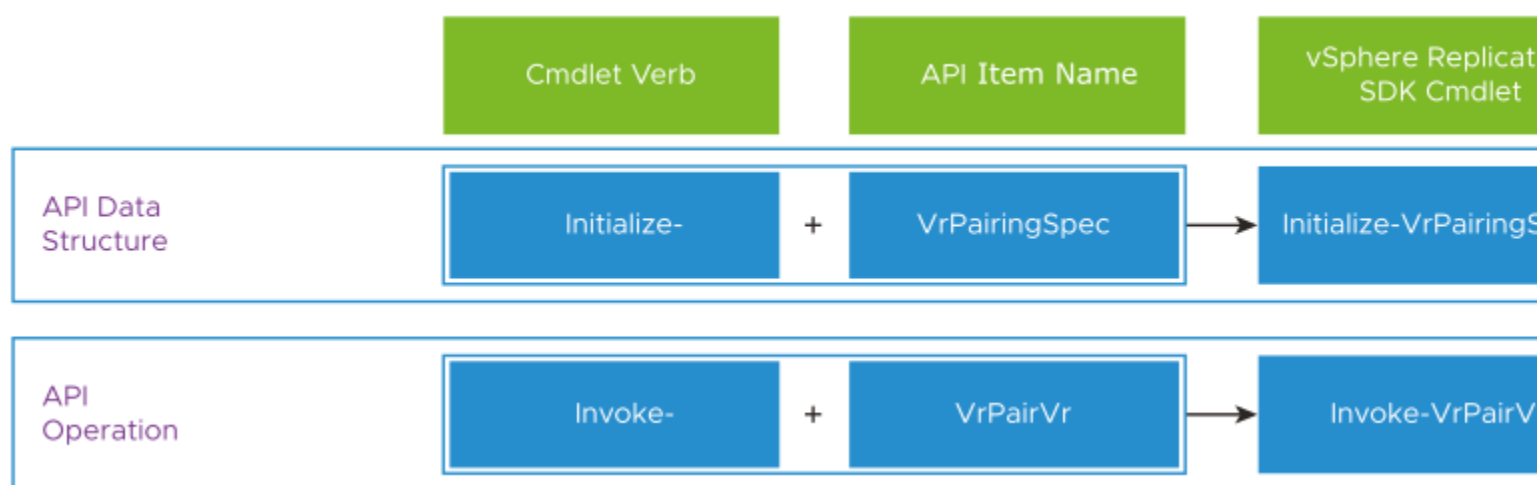 Cmdlet Verb
API Item Name
vSphere Replicat
SDK Cmdlet
API Data
Structure
Initialize-
+
VrPairingSpec
Initialize-VrPairingS
API
Operation
Invoke-
+
VrPairVr
Invoke-VrPairV